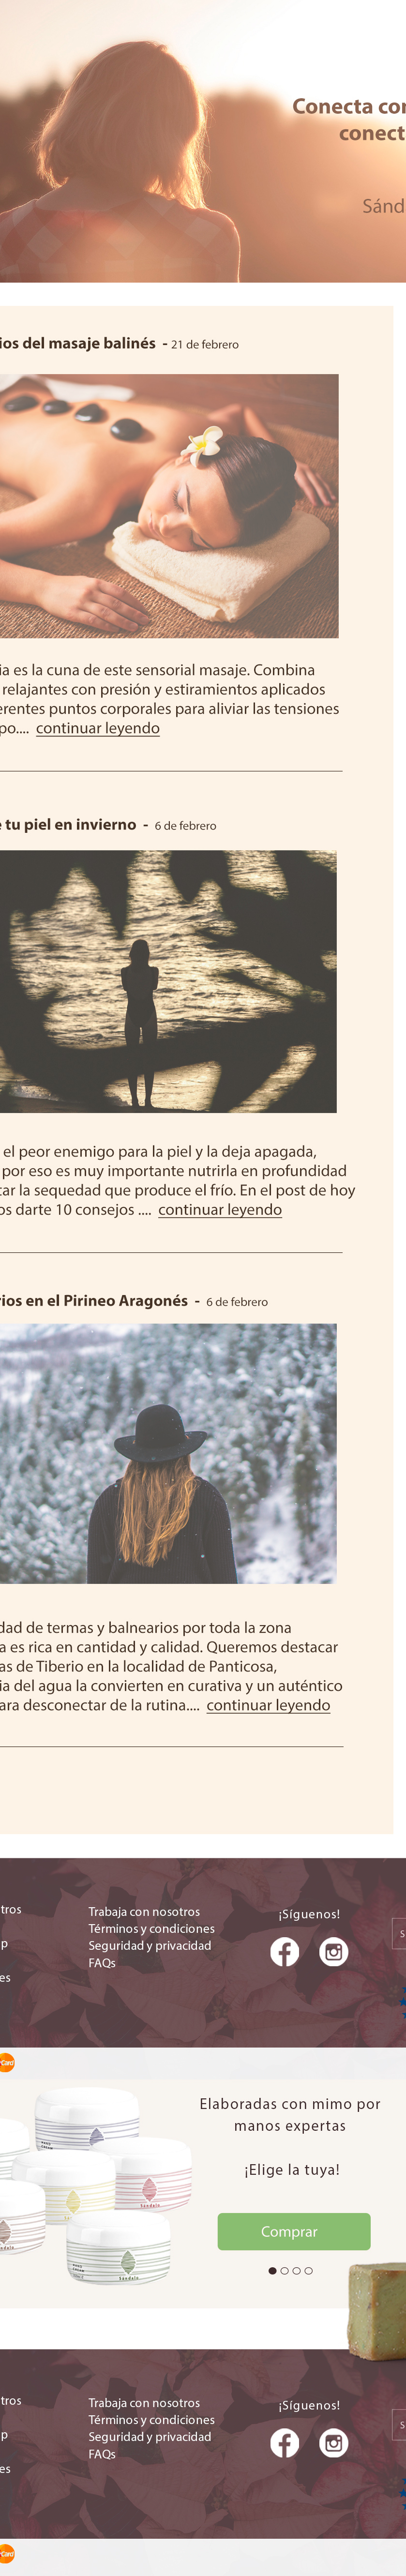 Conecta con
conect
Sánd
ios del masaje balinés - 21 de febrero
ia es la cuna de este sensorial masaje. Combina
relajantes con presión y estiramientos aplicados
erentes puntos corporales para aliviar las tensiones
po.... continuar leyendo
e tu piel en invierno - 6 de febrero
el peor enemigo para la piel y la deja apagada,
por eso es muy importante nutrirla en profundidad
tar la sequedad que produce el frío. En el post de hoy
os darte 10 consejos .... continuar leyendo
rios en el Pirineo Aragonés - 6 de febrero
dad de termas y balnearios por toda la zona
a es rica en cantidad y calidad. Queremos destacar
as de Tiberio en la localidad de Panticosa,
ia del agua la convierten en curativa y un auténtico
ara desconectar de la rutina.... continuar leyendo
tros
p
es
Trabaja con nosotros
Términos y condiciones
Seguridad y privacidad
FAQs
¡Síguenos!
S
Card
Elaboradas con mimo por
manos expertas
¡Elige la tuya!
Comprar
Sándalo
tros
p
es
Trabaja con nosotros
Términos y condiciones
Seguridad y privacidad
FAQs
¡Síguenos!
S
Card